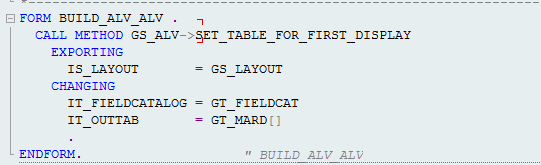 FORM BUILD_ALV_ALV .
CALL METHOD GS_ALV->SET_TABLE_FOR_FIRST_DISPLAY
EXPORTING
IS_LAYOUT = GS_LAYOUT
CHANGING
IT_FIELDCATALOG = GT_FIELDCAT
IT_OUTTAB = GT_MARD[]
.
ENDFORM. " BUILD_ALV_ALV